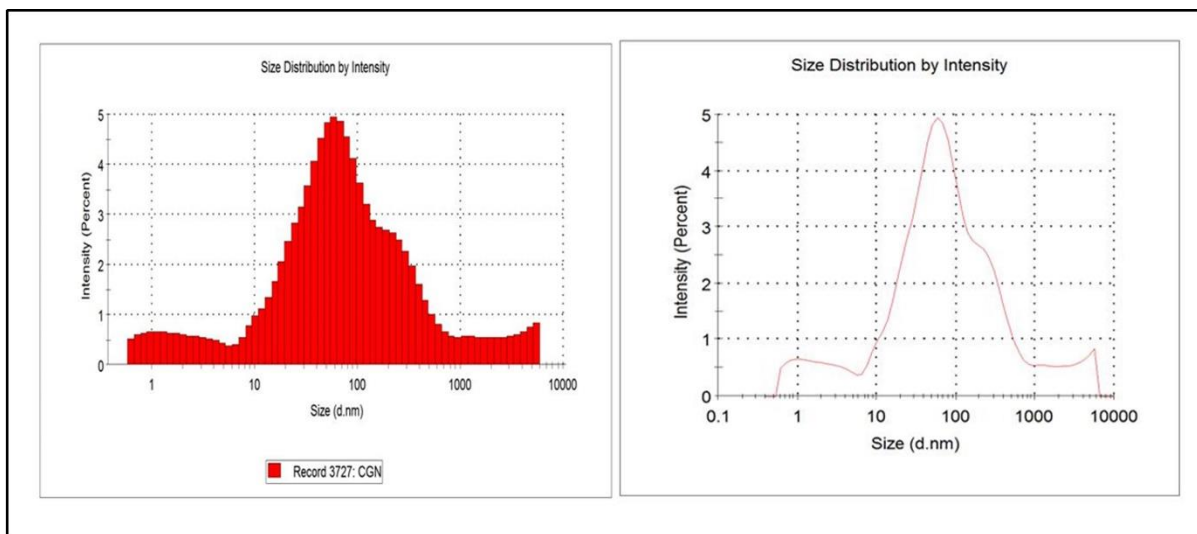 Size Distribution by Intensity
Intensity (Percent)
5
4
3
2
1
0
1 10 100 1000 10000
Size (d.nm)
Record 3727: CGN
Size Distribution by Intensity
Intensity (Percent)
5
4
3
2
1
0
0.1 1 10 100 1000 10000
Size (d.nm)